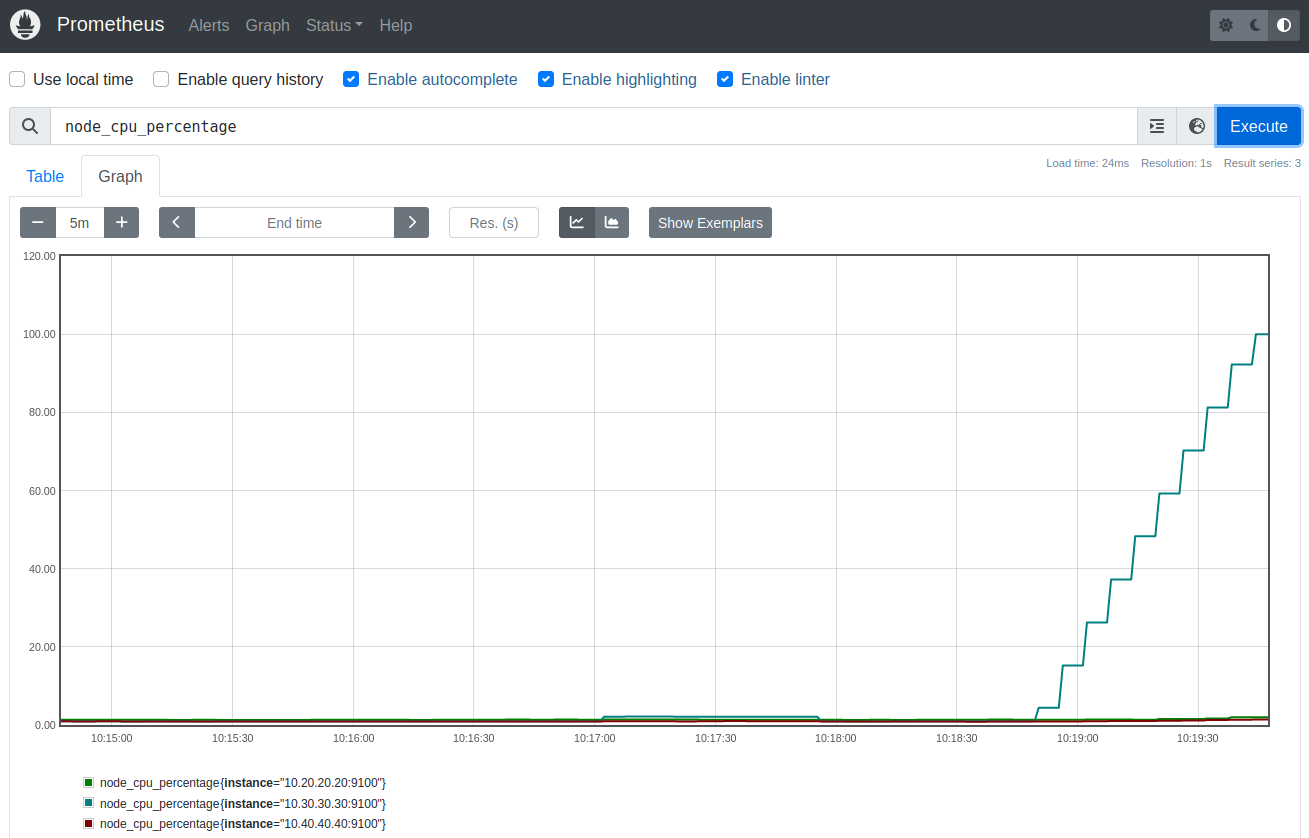 Prometheus Alerts Graph Status Help
Use local time Enable query history Enable autocomplete Enable highlighting Enable linter
node_cpu_percentage Execute
Load time: 24ms Resolution: 1s Result series: 3
Table Graph
5m End time Res. (s) Show Exemplars
120.00
100.00
80.00
60.00
40.00
20.00
0.00
10:15:00 10:15:30 10:16:00 10:16:30 10:17:00 10:17:30 10:18:00 10:18:30 10:19:00 10:19:30
node_cpu_percentage{instance="10.20.20.20:9100"}
node_cpu_percentage{instance="10.30.30.30:9100"}
node_cpu_percentage{instance="10.40.40.40:9100"}